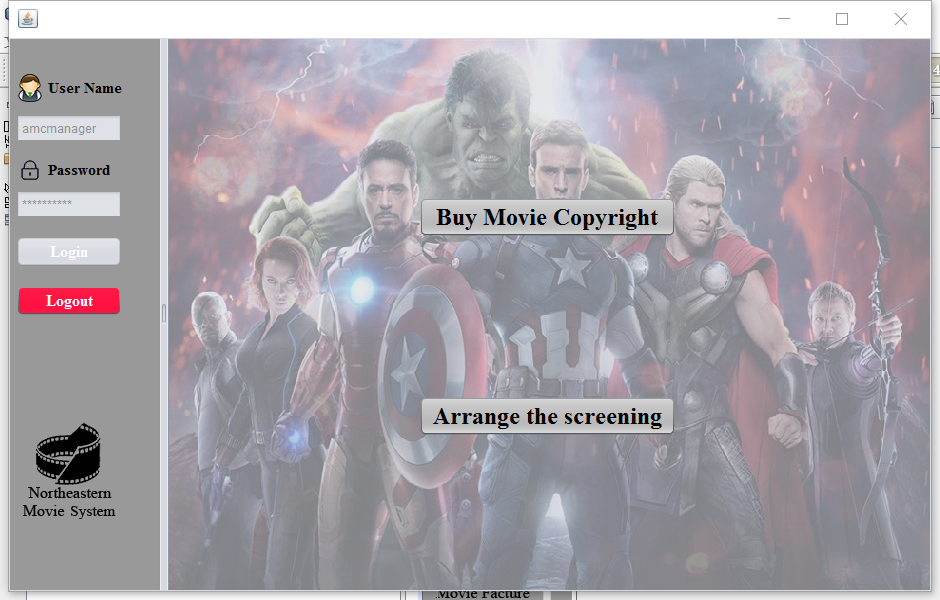 User Name
amcmanager
Password
**********
Login
Logout
Northeastern
Movie System
Buy Movie Copyright
Arrange the screening
.Movie Facture